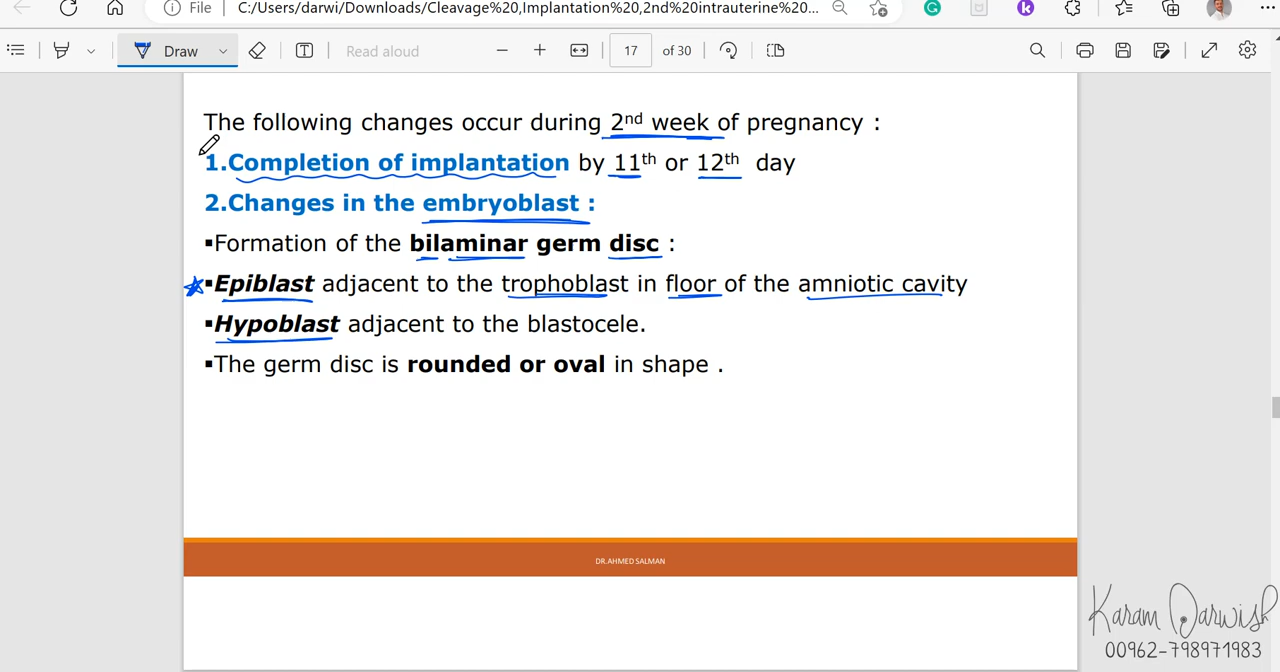 File
C:/Users/darwi/Downloads/Cleavage%20,Implantation%20,2nd%20intrauterine%20...
Draw
Read aloud
17 of 30
The following changes occur during 2nd week of pregnancy :
1.Completion of implantation by 11th or 12th day
2.Changes in the embryoblast :
▪Formation of the bilaminar germ disc :
▪Epiblast adjacent to the trophoblast in floor of the amniotic cavity
▪Hypoblast adjacent to the blastocele.
▪The germ disc is rounded or oval in shape .
DR.AHMED SALMAN
Karam Darwish
00962-798971983